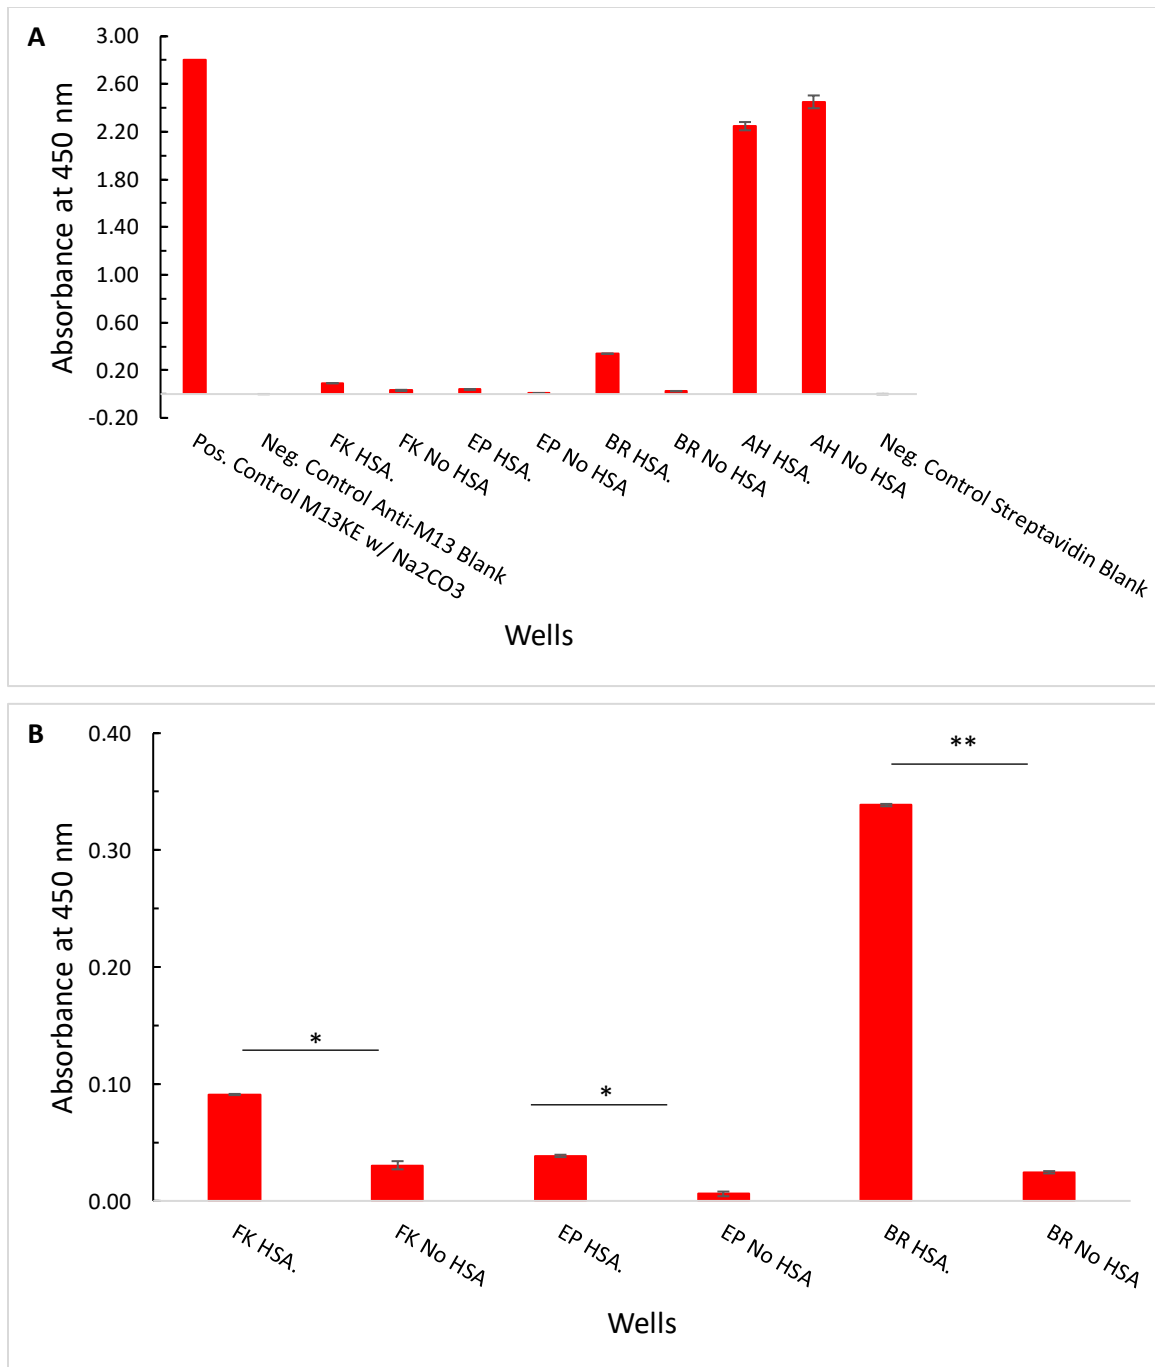 A
3.00
2.60
2.20
1.80
1.40
1.00
0.60
0.20
-0.20
Absorbance at 450 nm
Pos. Control M13KE w/ Na2CO3
Neg. Control Anti-M13 Blank
FK HSA.
FK No HSA
EP HSA.
EP No HSA
BR HSA.
BR No HSA
AH HSA.
AH No HSA
Neg. Control Streptavidin Blank
Wells
B
0.40
0.30
0.20
0.10
0.00
Absorbance at 450 nm
*
*
**
FK HSA.
FK No HSA
EP HSA.
EP No HSA
BR HSA.
BR No HSA
Wells